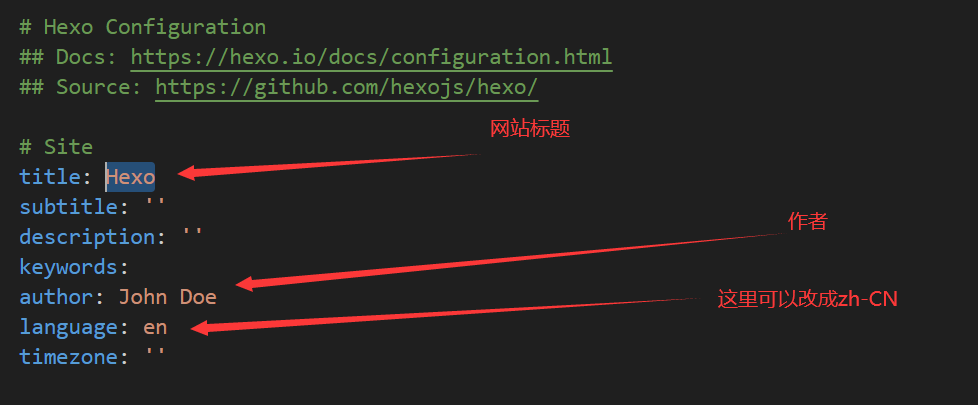 # Hexo Configuration
## Docs: https://hexo.io/docs/configuration.html
## Source: https://github.com/hexojs/hexo/
网站标题
# Site
title: Hexo
subtitle: ''
作者
description: ''
keywords:
author: John Doe
这里可以改成zh-CN
language: en
timezone: ''